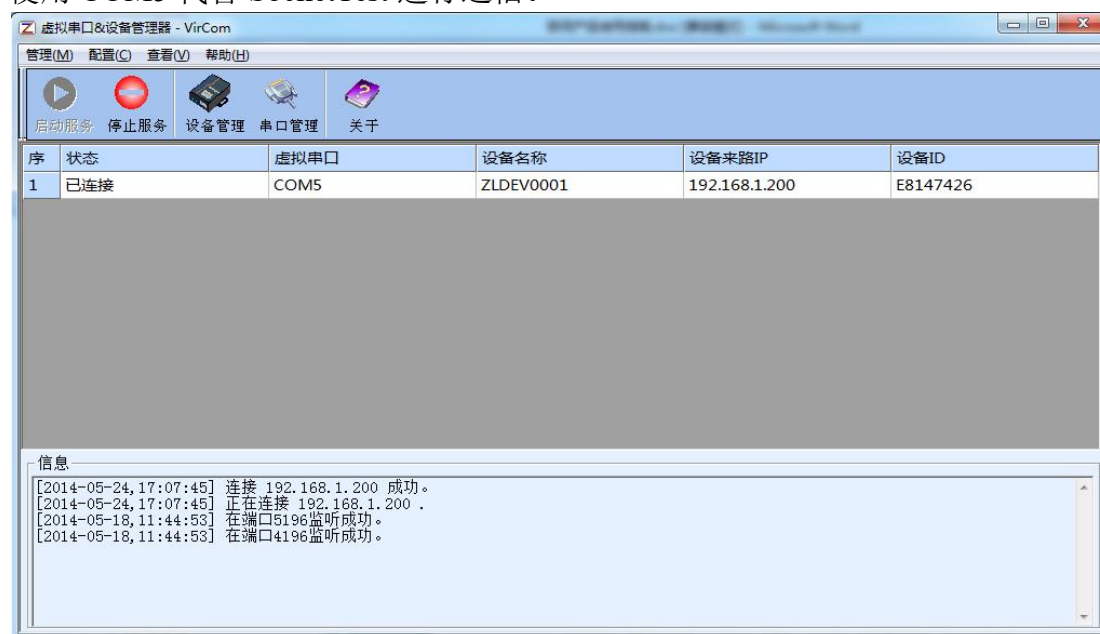 虚拟串口&设备管理器 - VirCom
管理(M) 配置(C) 查看(V) 帮助(H)
启动服务 停止服务 设备管理 串口管理 关于
序 状态 虚拟串口 设备名称 设备来路IP 设备ID
1 已连接 COM5 ZLDEV0001 192.168.1.200 E8147426
信息
[2014-05-24,17:07:45] 连接 192.168.1.200 成功。
[2014-05-24,17:07:45] 正在连接 192.168.1.200 .
[2014-05-18,11:44:53] 在端口5196监听成功。
[2014-05-18,11:44:53] 在端口4196监听成功。